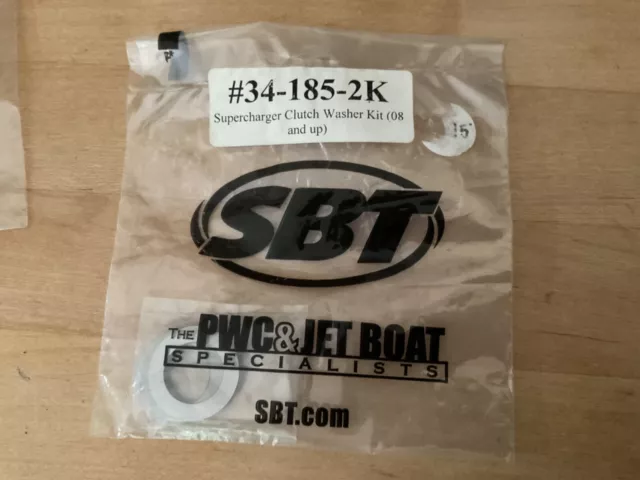 #34-185-2K
Supercharger Clutch Washer Kit (08
and up)
15
SBT
THE PWC & JET BOAT
SPECIALISTS
SBT.com